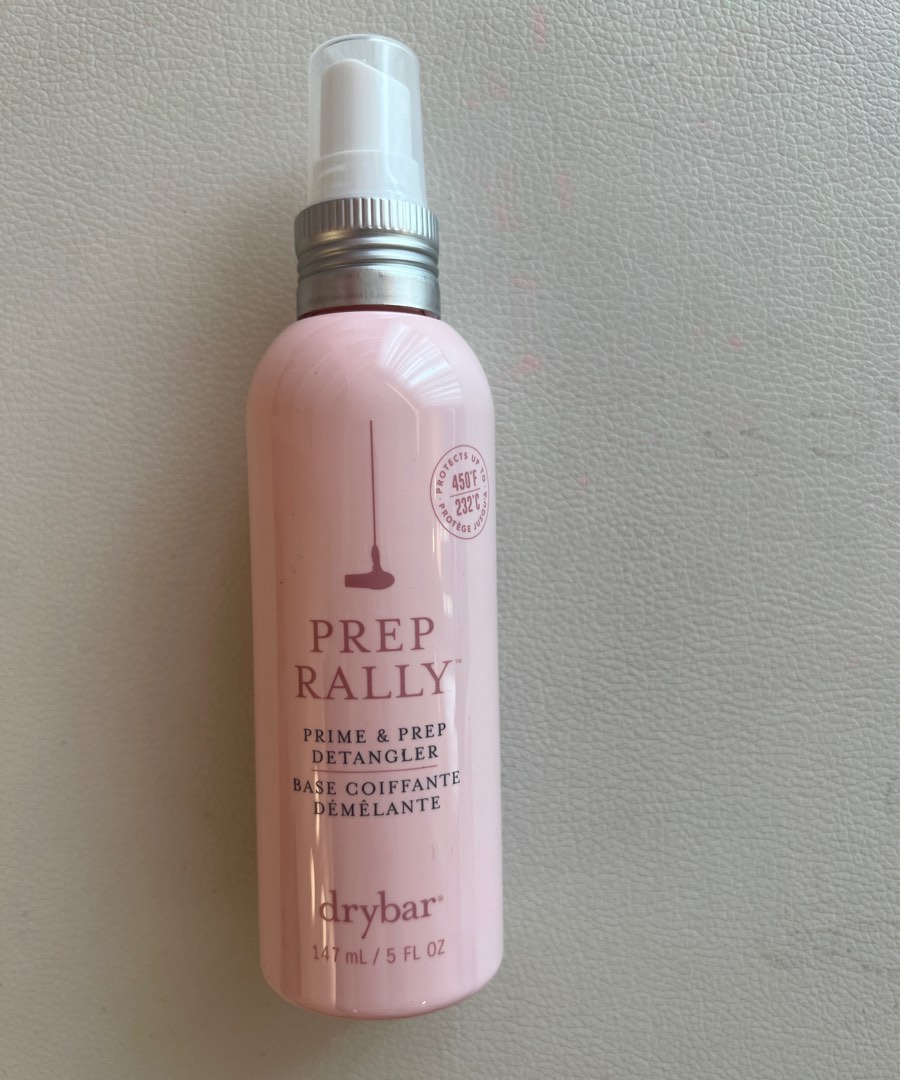 PROTECTS UP TO
450°F
232°C
PROTÈGE JUSQU'À
PREP
RALLY™
PRIME & PREP
DETANGLER
BASE COIFFANTE
DÉMÊLANTE
drybar®
147 mL / 5 FL OZ